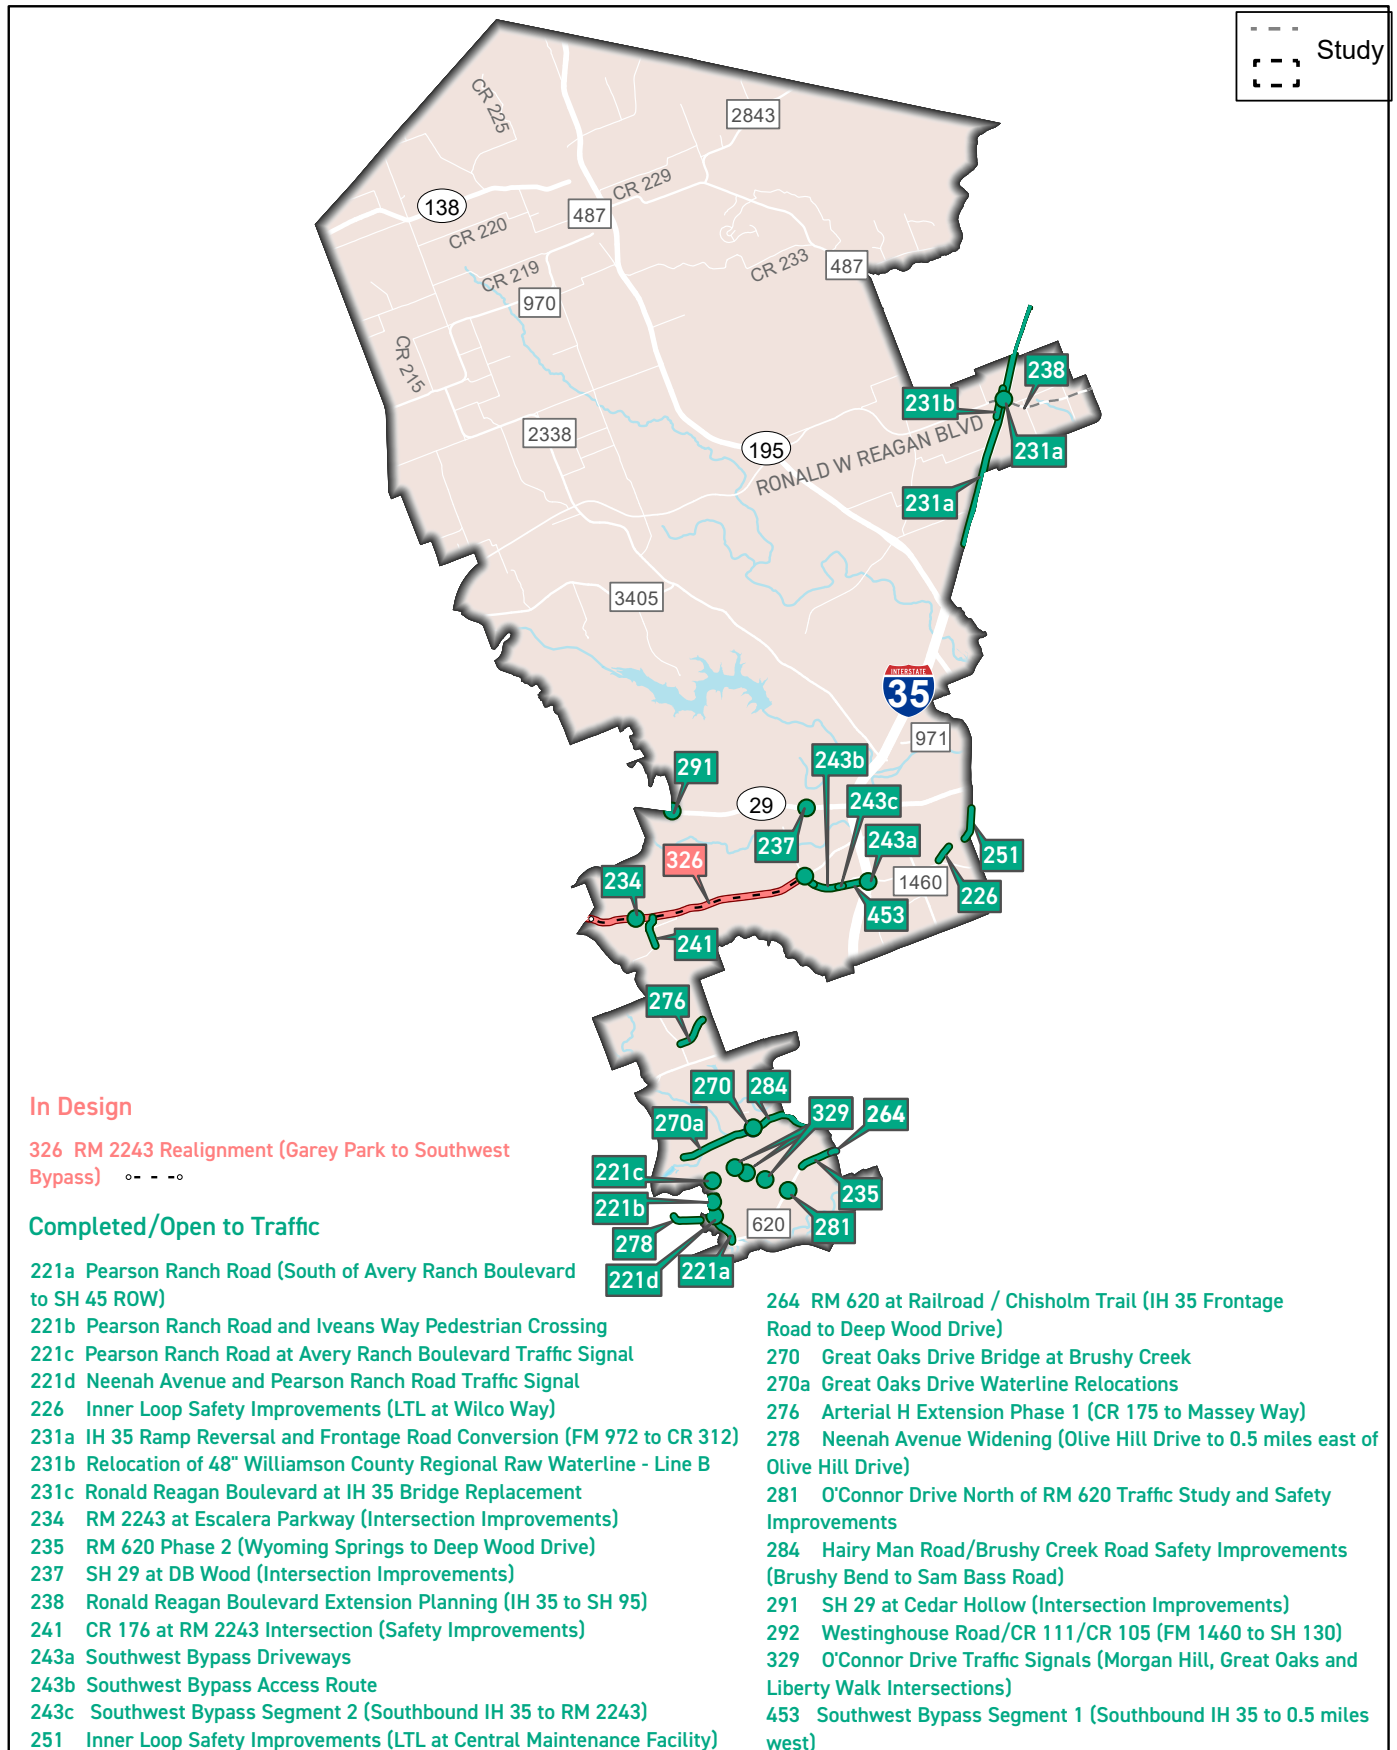 Study
CR 225
2843
138
CR 229
487
CR 220
CR 219
CR 233
487
970
CR 215
238
231b
2338
195
RONALD W REAGAN BLVD
231a
231a
3405
INTERSTATE
35
971
291
243b
29
243c
237
243a
326
251
234
1460
226
453
241
276
270
284
329
264
270a
221c
235
221b
620
281
278
221d
221a
In Design
326 RM 2243 Realignment (Garey Park to Southwest
Bypass)
Completed/Open to Traffic
221a Pearson Ranch Road (South of Avery Ranch Boulevard
to SH 45 ROW)
221b Pearson Ranch Road and Iveans Way Pedestrian Crossing
221c Pearson Ranch Road at Avery Ranch Boulevard Traffic Signal
221d Neenah Avenue and Pearson Ranch Road Traffic Signal
226 Inner Loop Safety Improvements (LTL at Wilco Way)
231a IH 35 Ramp Reversal and Frontage Road Conversion (FM 972 to CR 312)
231b Relocation of 48" Williamson County Regional Raw Waterline - Line B
231c Ronald Reagan Boulevard at IH 35 Bridge Replacement
234 RM 2243 at Escalera Parkway (Intersection Improvements)
235 RM 620 Phase 2 (Wyoming Springs to Deep Wood Drive)
237 SH 29 at DB Wood (Intersection Improvements)
238 Ronald Reagan Boulevard Extension Planning (IH 35 to SH 95)
241 CR 176 at RM 2243 Intersection (Safety Improvements)
243a Southwest Bypass Driveways
243b Southwest Bypass Access Route
243c Southwest Bypass Segment 2 (Southbound IH 35 to RM 2243)
251 Inner Loop Safety Improvements (LTL at Central Maintenance Facility)
264 RM 620 at Railroad / Chisholm Trail (IH 35 Frontage
Road to Deep Wood Drive)
270 Great Oaks Drive Bridge at Brushy Creek
270a Great Oaks Drive Waterline Relocations
276 Arterial H Extension Phase 1 (CR 175 to Massey Way)
278 Neenah Avenue Widening (Olive Hill Drive to 0.5 miles east of
Olive Hill Drive)
281 O'Connor Drive North of RM 620 Traffic Study and Safety
Improvements
284 Hairy Man Road/Brushy Creek Road Safety Improvements
(Brushy Bend to Sam Bass Road)
291 SH 29 at Cedar Hollow (Intersection Improvements)
292 Westinghouse Road/CR 111/CR 105 (FM 1460 to SH 130)
329 O'Connor Drive Traffic Signals (Morgan Hill, Great Oaks and
Liberty Walk Intersections)
453 Southwest Bypass Segment 1 (Southbound IH 35 to 0.5 miles
west)